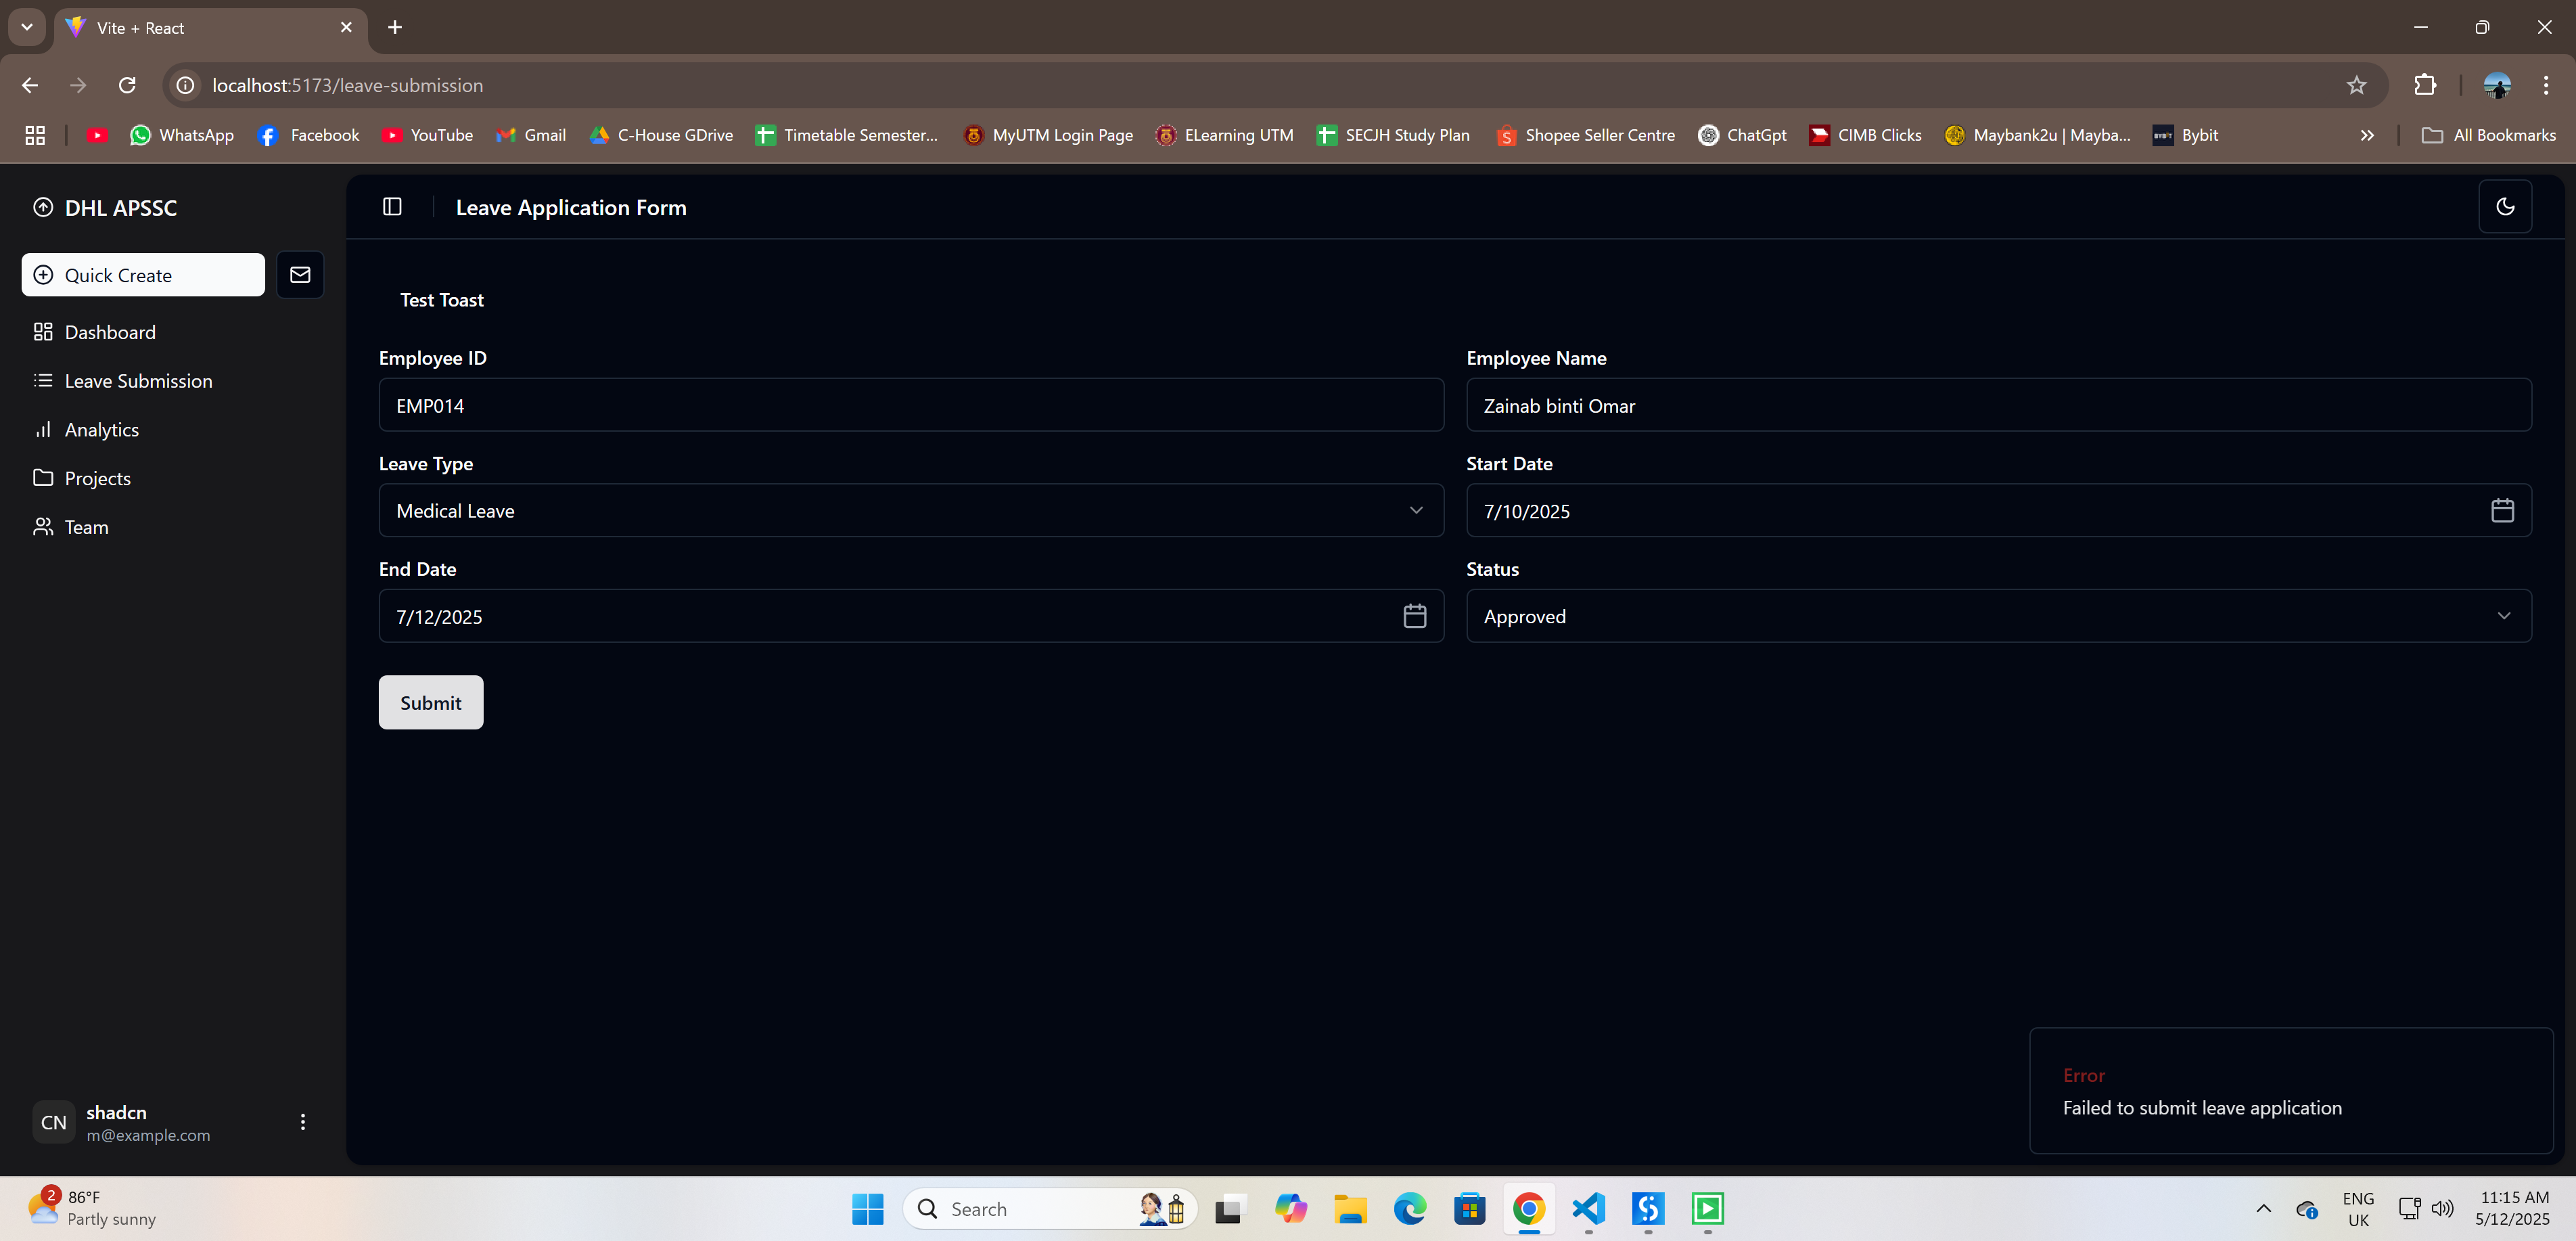 Vite + React
localhost:5173/leave-submission
WhatsApp
Facebook
YouTube
Gmail
C-House GDrive
Timetable Semester...
MyUTM Login Page
ELearning UTM
SECJH Study Plan
Shopee Seller Centre
ChatGpt
CIMB Clicks
Maybank2u | Mayba...
Bybit
All Bookmarks
DHL APSSC
Quick Create
Dashboard
Leave Submission
Analytics
Projects
Team
CN
shadcn
m@example.com
Leave Application Form
Test Toast
Employee ID
EMP014
Employee Name
Zainab binti Omar
Leave Type
Medical Leave
Start Date
7/10/2025
End Date
7/12/2025
Status
Approved
Submit
Error
Failed to submit leave application
2
86°F
Partly sunny
Search
ENG
UK
11:15 AM
5/12/2025